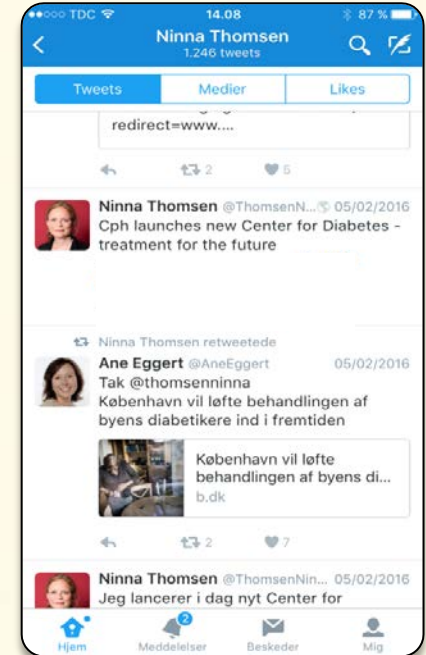 TDC 14.08 87 %
Ninna Thomsen
1.246 tweets
Tweets Medier Likes
redirect=www....
2 5
Ninna Thomsen @ThomsenN... 05/02/2016
Cph launches new Center for Diabetes -
treatment for the future
Ninna Thomsen retweetede
Ane Eggert @AneEggert 05/02/2016
Tak @thomsenninna
København vil løfte behandlingen af
byens diabetikere ind i fremtiden
København vil løfte
behandlingen af byens di...
b.dk
2 7
Ninna Thomsen @ThomsenNin... 05/02/2016
Jeg lancerer i dag nyt Center for
2
Hjem Meddelelser Beskeder Mig